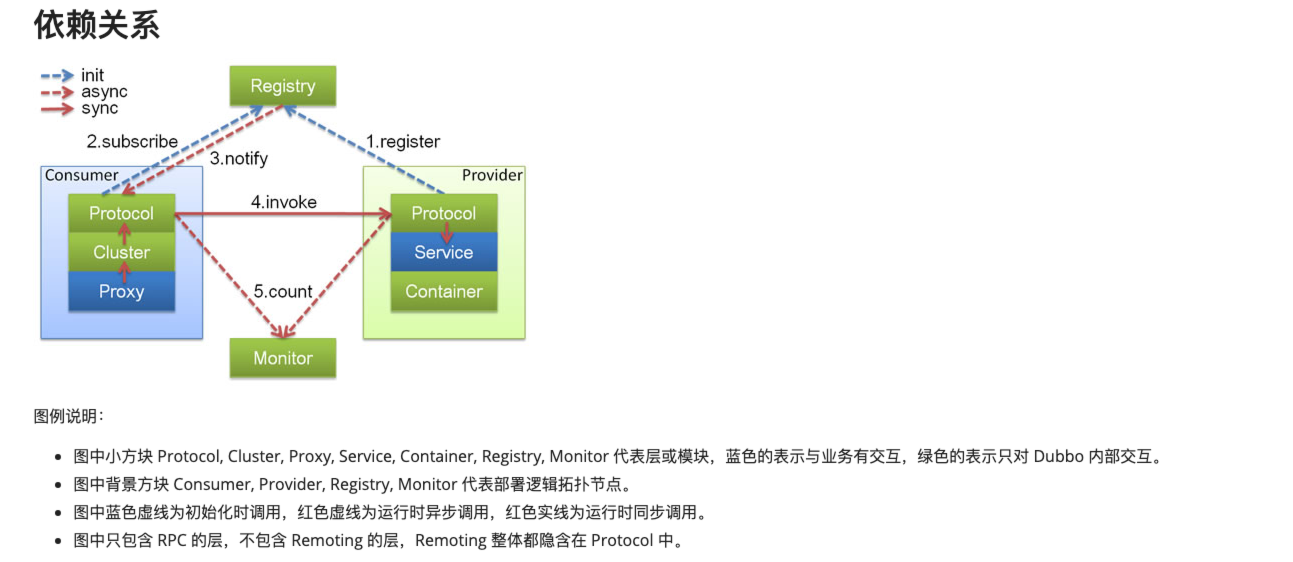 依赖关系
init
async
sync
Registry
2.subscribe
1.register
3.notify
Consumer
Provider
4.invoke
Protocol
Protocol
Cluster
Service
Proxy
5.count
Container
Monitor
图例说明：
图中小方块 Protocol, Cluster, Proxy, Service, Container, Registry, Monitor 代表层或模块，蓝色的表示与业务有交互，绿色的表示只对 Dubbo 内部交互。
图中背景方块 Consumer, Provider, Registry, Monitor 代表部署逻辑拓扑节点。
图中蓝色虚线为初始化时调用，红色虚线为运行时异步调用，红色实线为运行时同步调用。
图中只包含 RPC 的层，不包含 Remoting 的层，Remoting 整体都隐含在 Protocol 中。